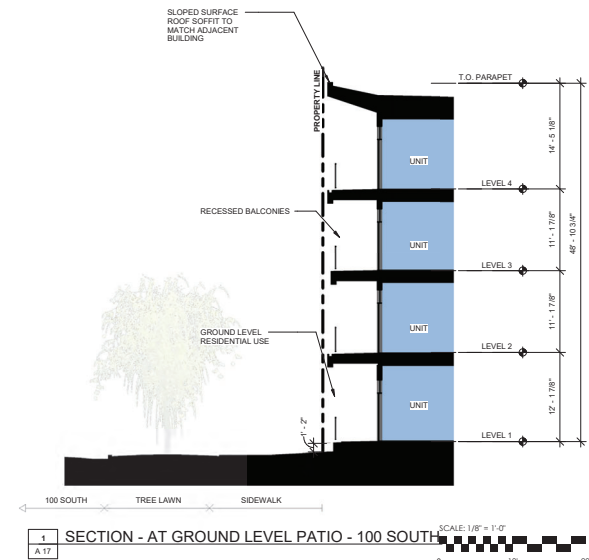 SLOPED SURFACE
ROOF SOFFIT TO
MATCH ADJACENT
BUILDING
PROPERTY LINE
T.O. PARAPET
14' - 5 1/8"
UNIT
LEVEL 4
RECESSED BALCONIES
UNIT
11' - 1 7/8"
48' - 10 3/4"
LEVEL 3
GROUND LEVEL
RESIDENTIAL USE
UNIT
11' - 1 7/8"
LEVEL 2
UNIT
12' - 1 7/8"
1' - 2"
LEVEL 1
100 SOUTH
TREE LAWN
SIDEWALK
1
A 17
SECTION - AT GROUND LEVEL PATIO - 100 SOUTH
SCALE: 1/8" = 1'-0"